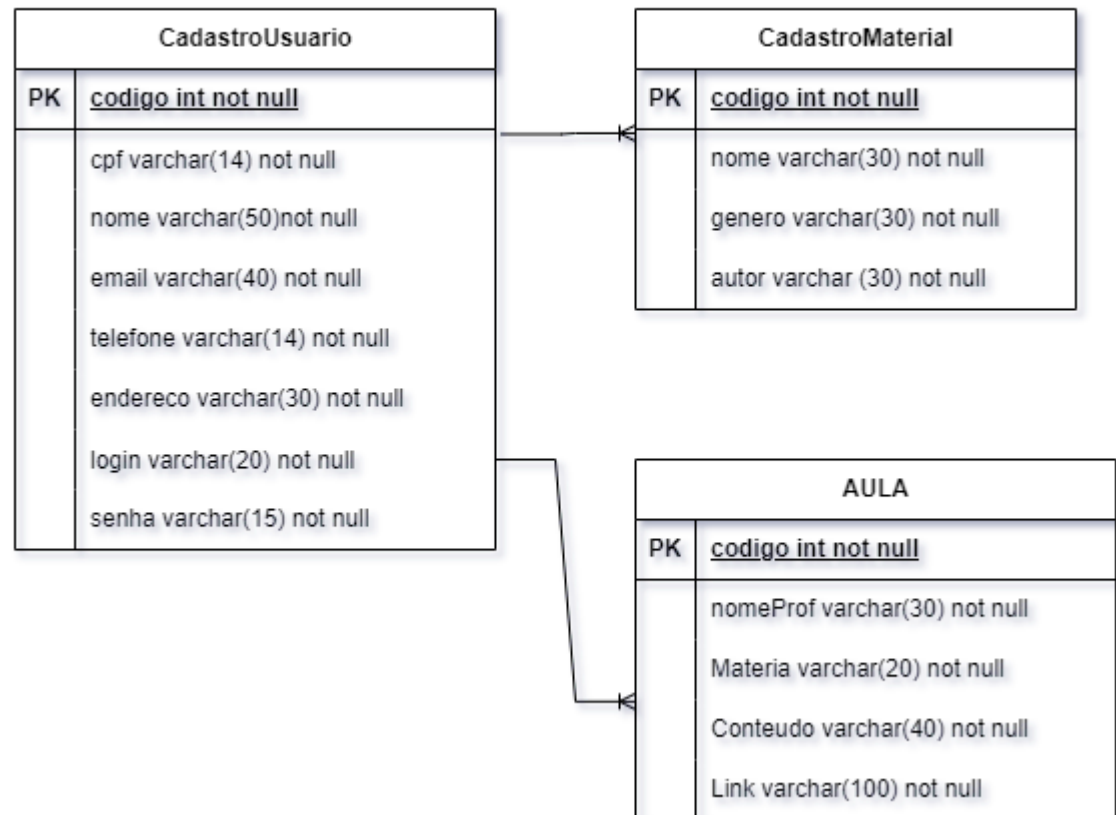 CadastroUsuario
PK codigo int not null
cpf varchar(14) not null
nome varchar(50)not null
email varchar(40) not null
telefone varchar(14) not null
endereco varchar(30) not null
login varchar(20) not null
senha varchar(15) not null
CadastroMaterial
PK codigo int not null
nome varchar(30) not null
genero varchar(30) not null
autor varchar (30) not null
AULA
PK codigo int not null
nomeProf varchar(30) not null
Materia varchar(20) not null
Conteudo varchar(40) not null
Link varchar(100) not null